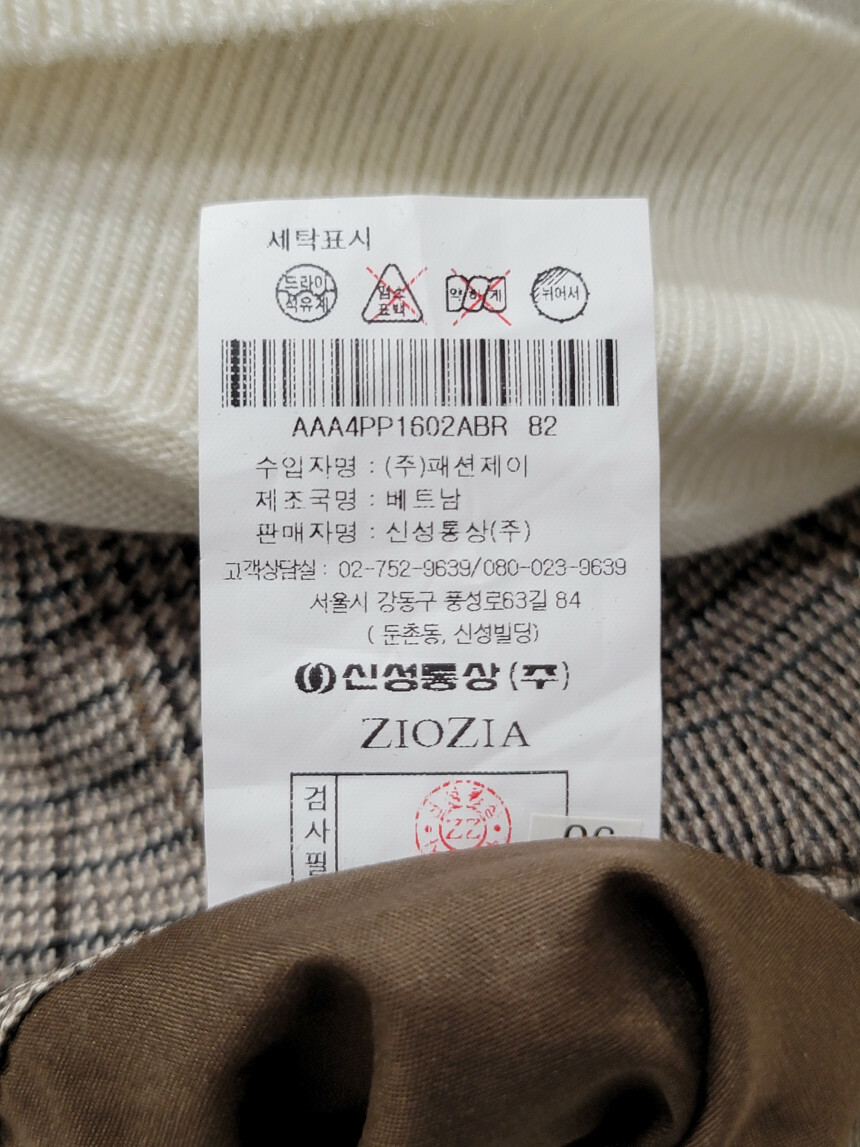 세탁표시
드라이
석유제
염소
표백
약하게
뉘어서
AAA4PP1602ABR 82
수입자명 : (주)패션제이
제조국명 : 베트남
판매자명 : 신성통상(주)
고객상담실 : 02-752-9639/080-023-9639
서울시 강동구 풍성로63길 84
( 둔촌동, 신성빌딩)
신성통상(주)
ZIOZIA
검사필
ZZ